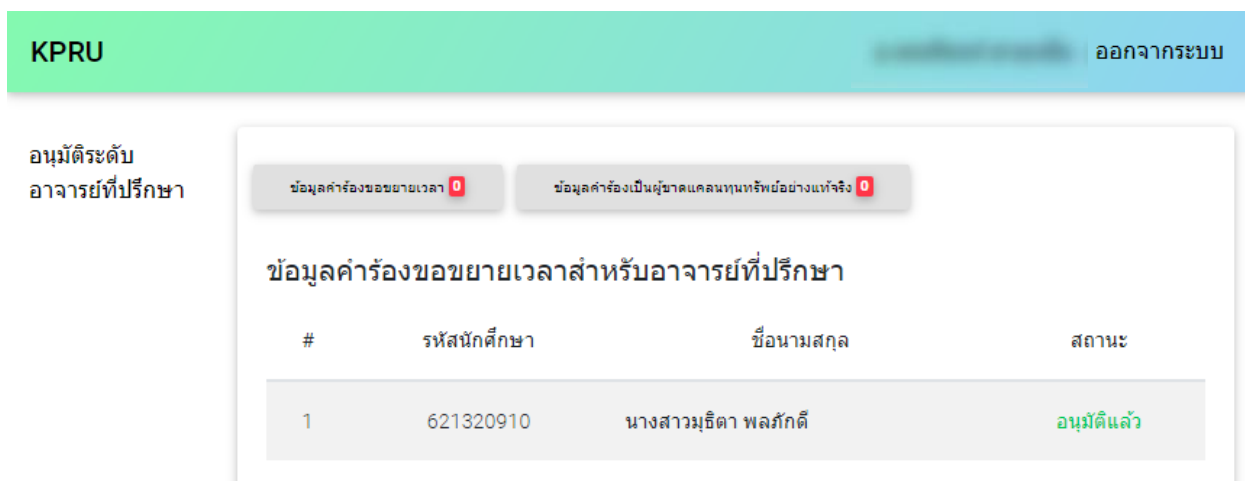 KPRU
ออกจากระบบ
อนุมัติระดับ
อาจารย์ที่ปรึกษา
ข้อมูลคำร้องขอขยายเวลา 0
ข้อมูลคำร้องเป็นผู้ขาดแคลนทุนทรัพย์อย่างแท้จริง 0
ข้อมูลคำร้องขอขยายเวลาสำหรับอาจารย์ที่ปรึกษา
# รหัสนักศึกษา ชื่อนามสกุล สถานะ
1 621320910 นางสาวมุธิตา พลภักดี อนุมัติแล้ว